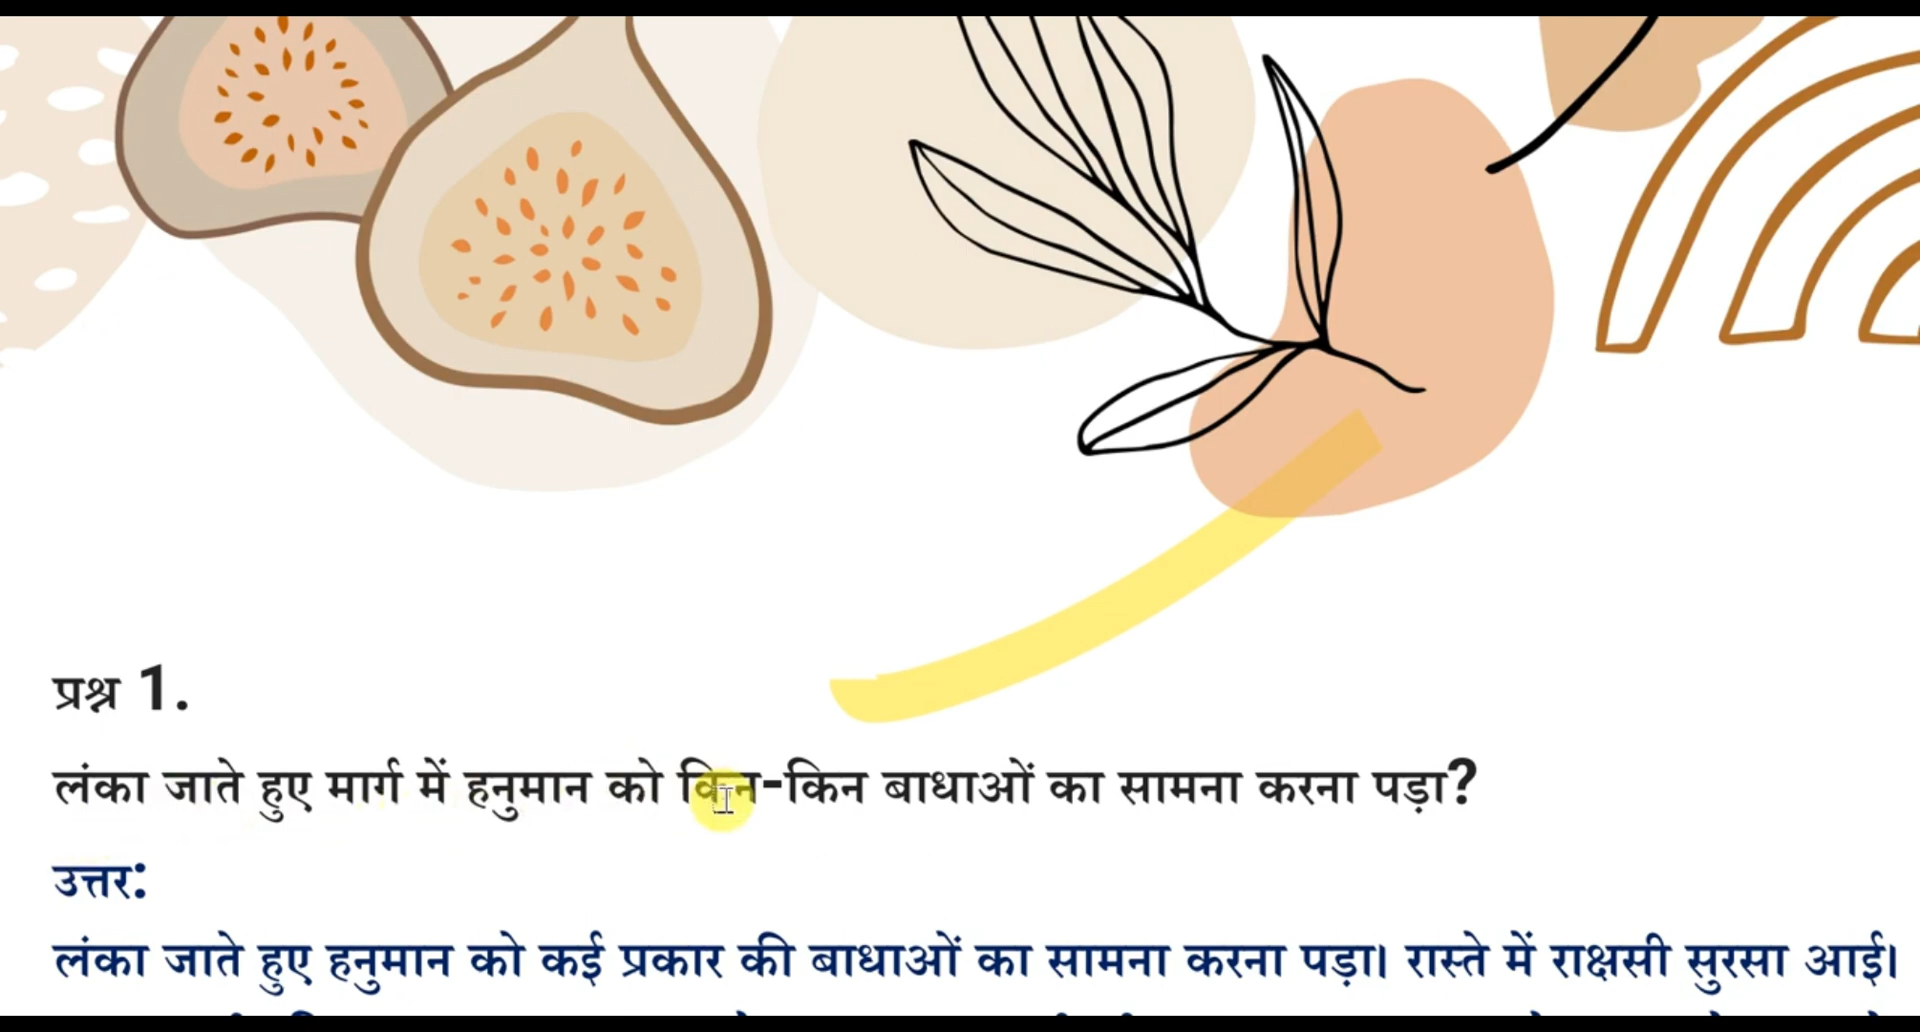 प्रश्न 1.
लंका जाते हुए मार्ग में हनुमान को किन-किन बाधाओं का सामना करना पड़ा?
उत्तर:
लंका जाते हुए हनुमान को कई प्रकार की बाधाओं का सामना करना पड़ा। रास्ते में राक्षसी सुरसा आई।